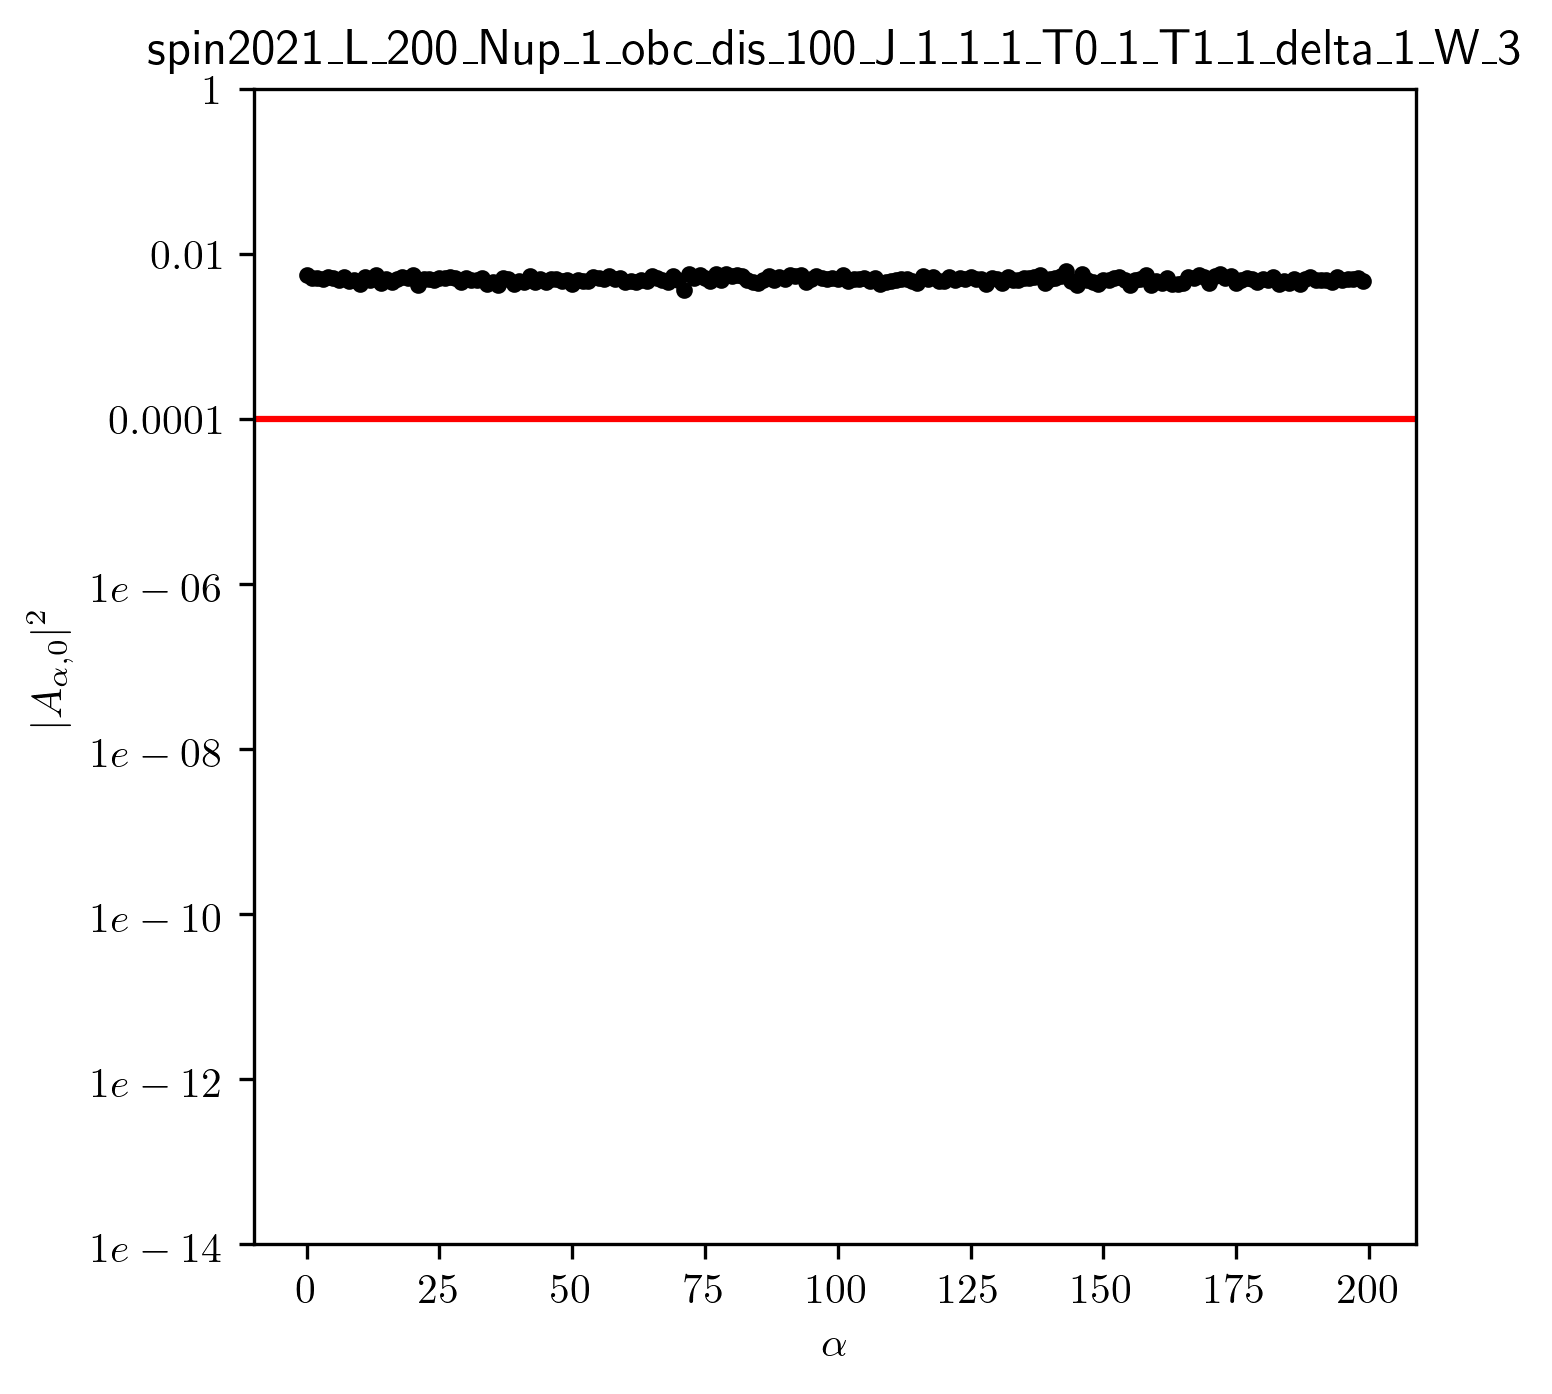 spin2021_L_200_Nup_1_obc_dis_100_J_1_1_1_T0_1_T1_1_delta_1_W_3
1
0.01
0.0001
1e − 06
1e − 08
1e − 10
1e − 12
1e − 14
|A_{α,0}|^2
0 25 50 75 100 125 150 175 200
α